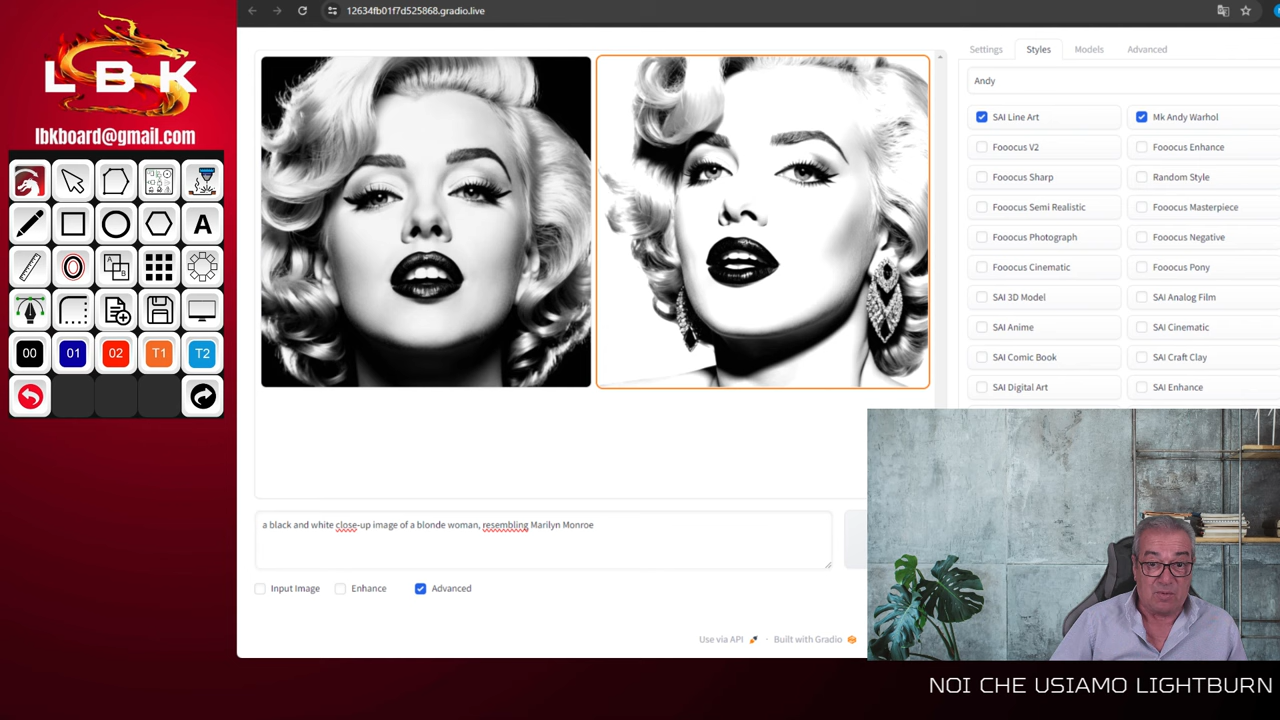 12634fb01f7d525868.gradio.live
LBK
lbkboard@gmail.com
A
A
B
00
01
02
T1
T2
Settings
Styles
Models
Advanced
Andy
SAI Line Art
Mk Andy Warhol
Fooocus V2
Fooocus Enhance
Fooocus Sharp
Random Style
Fooocus Semi Realistic
Fooocus Masterpiece
Fooocus Photograph
Fooocus Negative
Fooocus Cinematic
Fooocus Pony
SAI 3D Model
SAI Analog Film
SAI Anime
SAI Cinematic
SAI Comic Book
SAI Craft Clay
SAI Digital Art
SAI Enhance
a black and white close-up image of a blonde woman, resembling Marilyn Monroe
Input Image
Enhance
Advanced
Use via API
· Built with Gradio
NOI CHE USIAMO LIGHTBURN